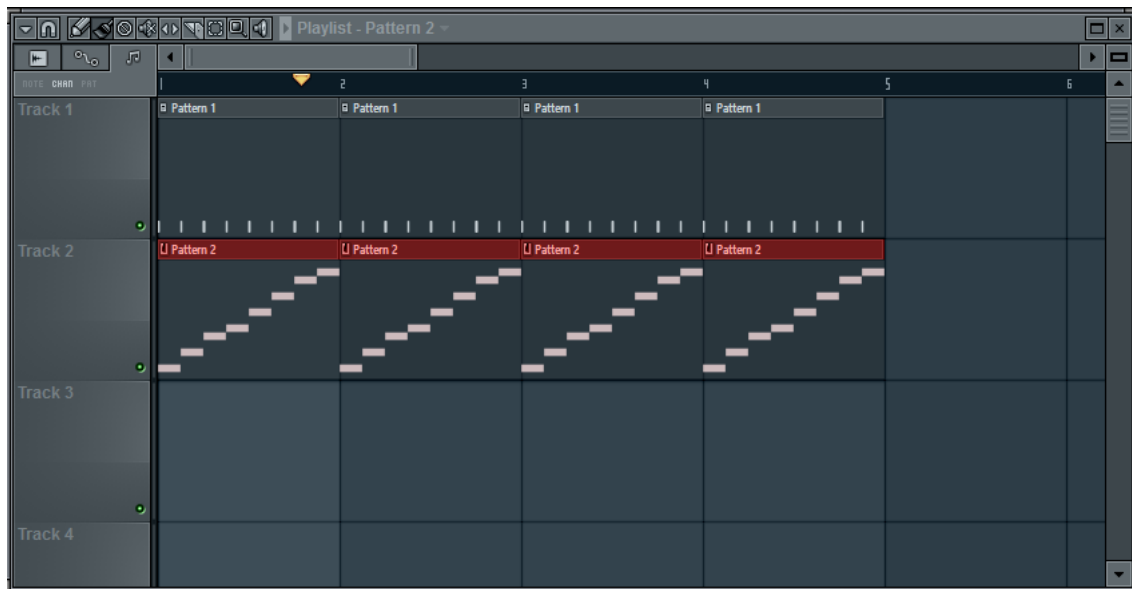 Playlist - Pattern 2
NOTE CHAN PAT
1 2 3 4 5 6
Track 1
Pattern 1 Pattern 1 Pattern 1 Pattern 1
Track 2
Pattern 2 Pattern 2 Pattern 2 Pattern 2
Track 3
Track 4